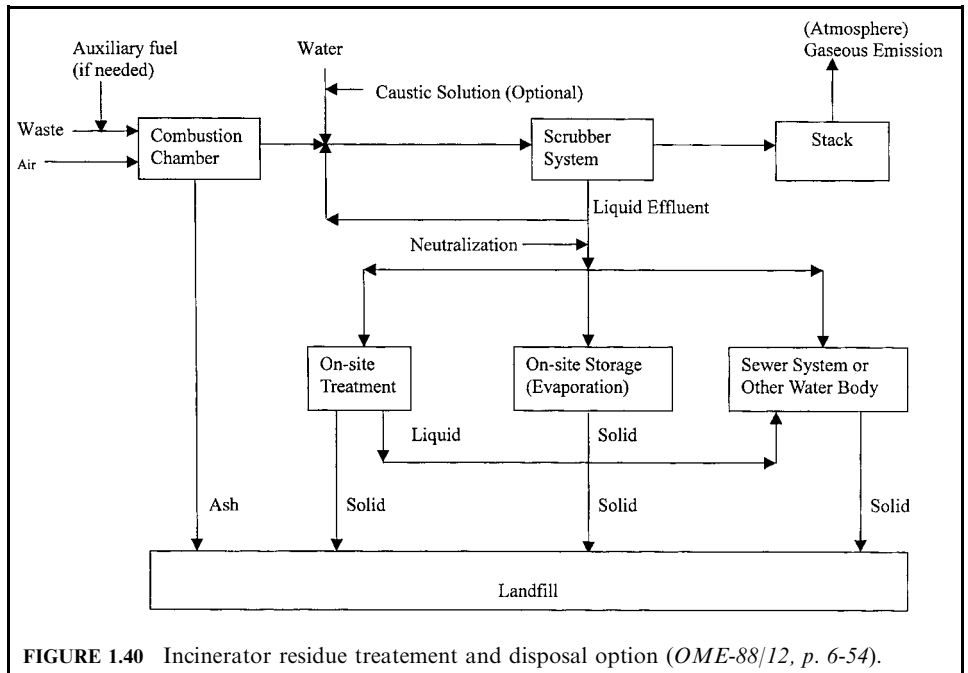 (Atmosphere)
Gaseous Emission
Auxiliary fuel
(if needed)
Water
Caustic Solution (Optional)
Waste
Air
Combustion
Chamber
Scrubber
System
Stack
Liquid Effluent
Neutralization
On-site
Treatment
On-site Storage
(Evaporation)
Sewer System or
Other Water Body
Liquid
Solid
Ash
Solid
Solid
Solid
Landfill
FIGURE 1.40 Incinerator residue treatement and disposal option (OME-88/12, p. 6-54).